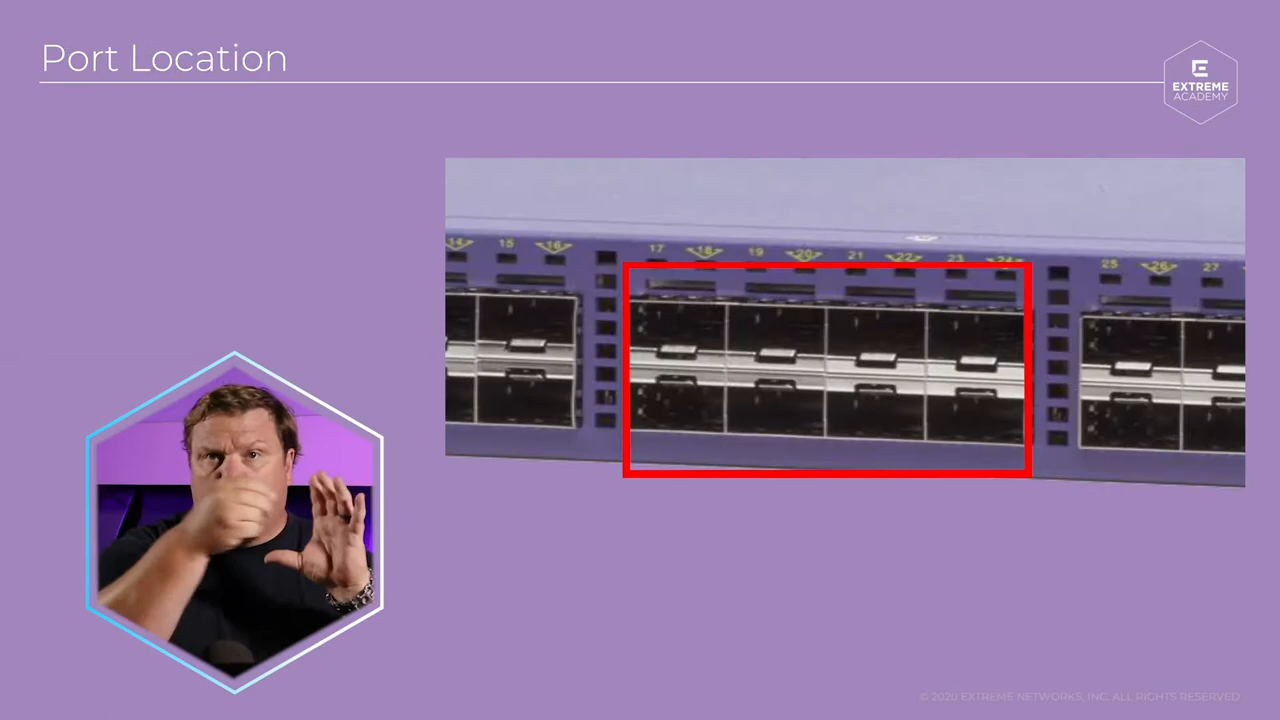 Port Location
E
EXTREME
ACADEMY
14 15 16 17 18 19 20 21 22 23 24 25 26 27
© 2020 EXTREME NETWORKS, INC. ALL RIGHTS RESERVED